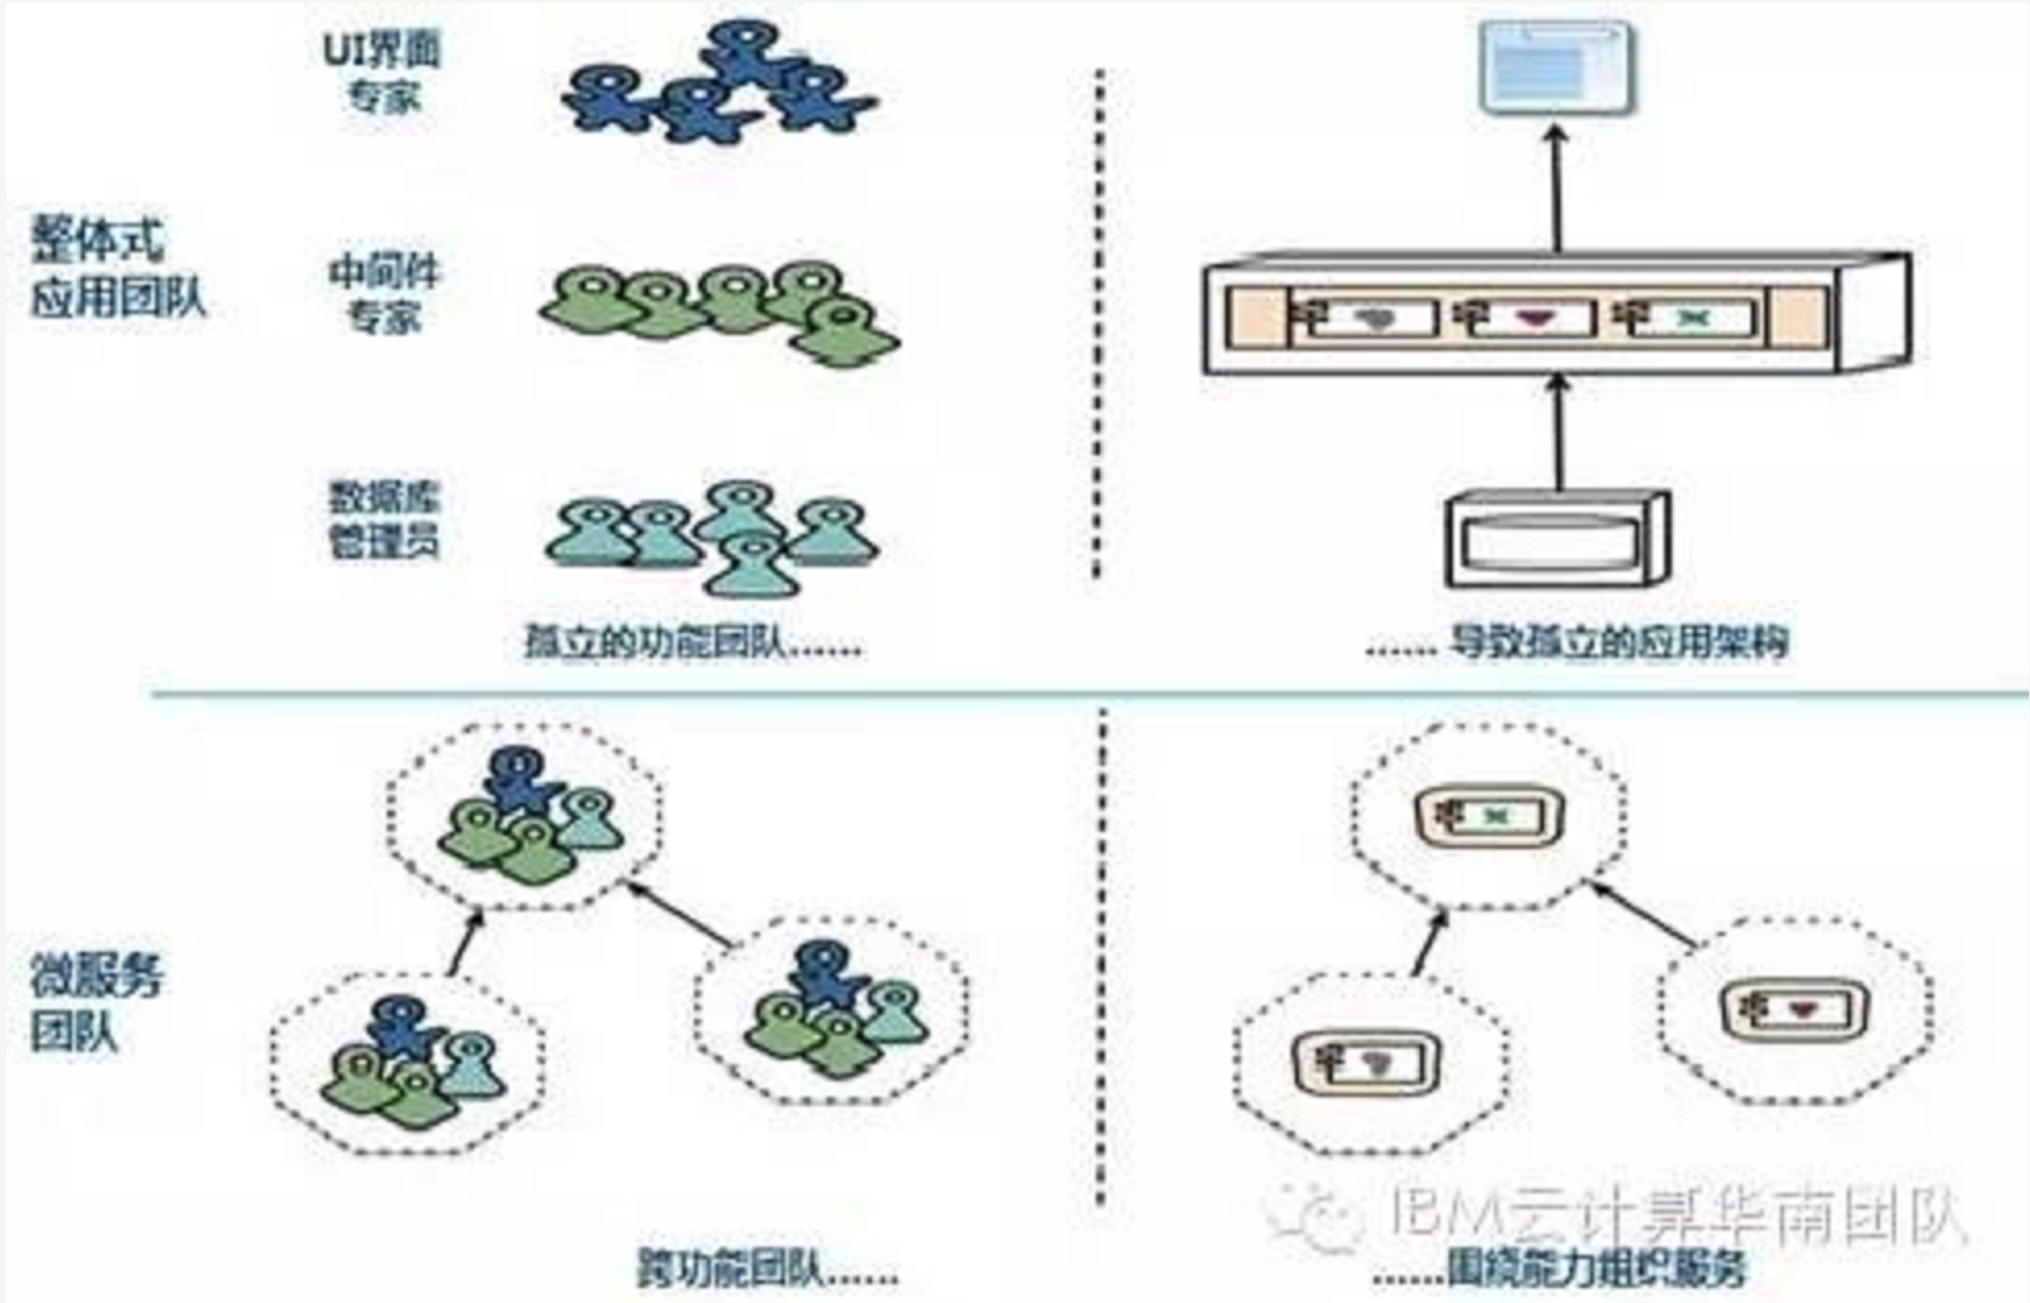 UI界面
专家
整体式
应用团队
中间件
专家
数据库
管理员
孤立的功能团队……
…… 导致孤立的应用架构
微服务
团队
IBM云计算华南团队
跨功能团队……
……围绕能力组织服务